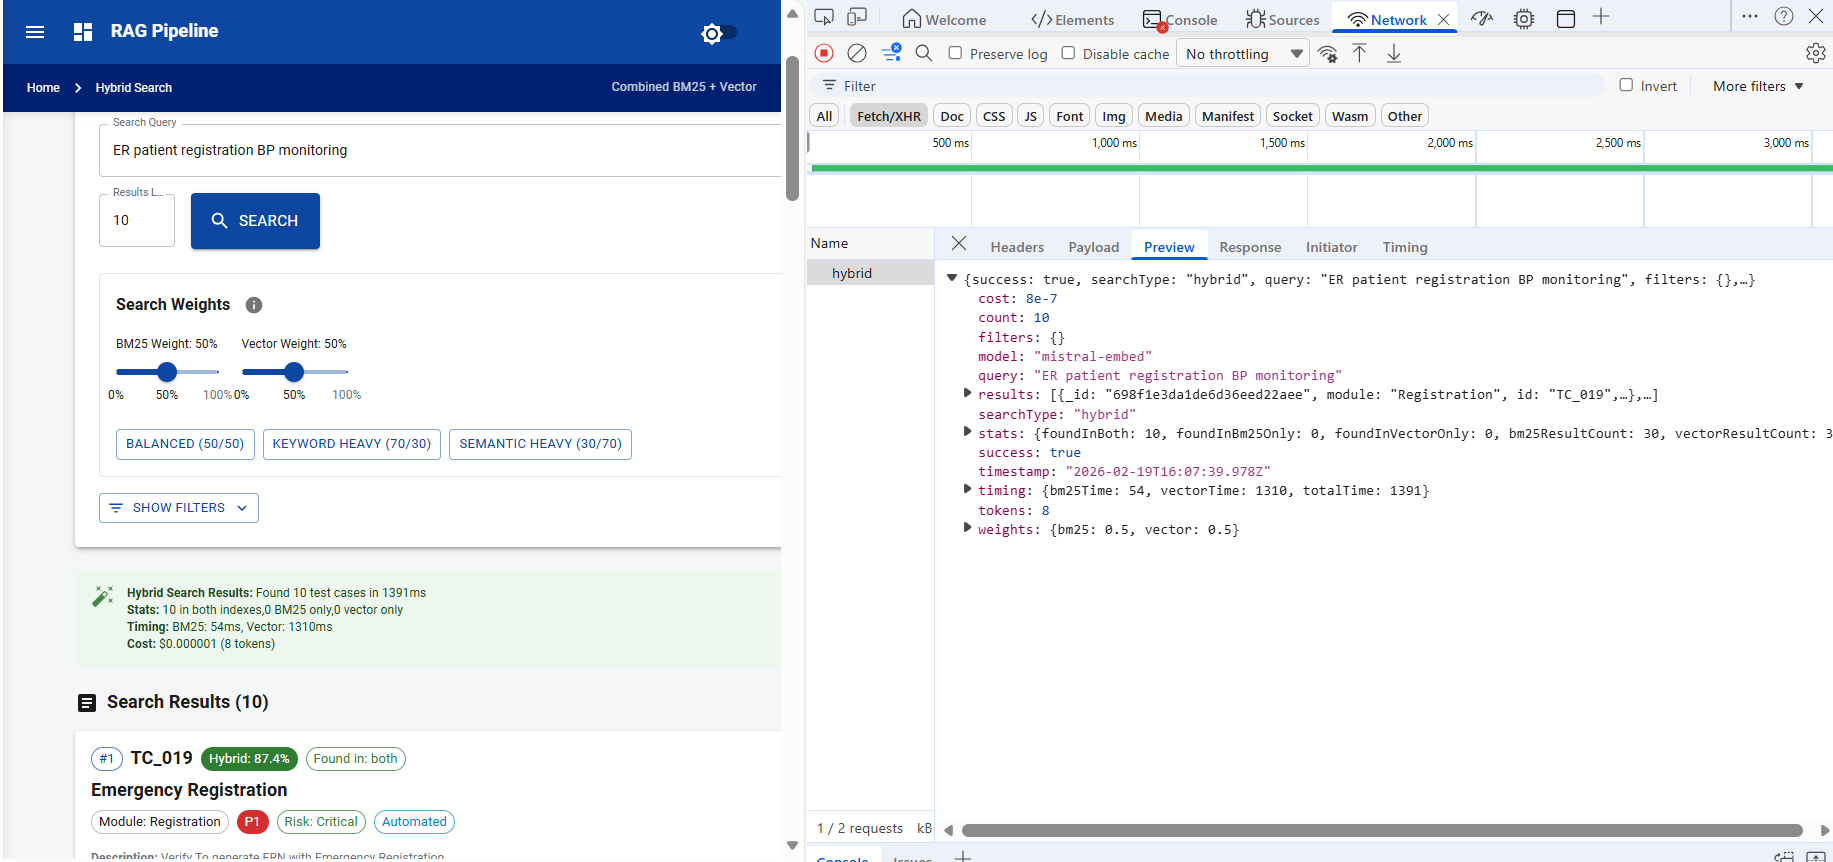 RAG Pipeline
Home > Hybrid Search
Combined BM25 + Vector
Search Query
ER patient registration BP monitoring
Results L...
10
SEARCH
Search Weights
BM25 Weight: 50%
Vector Weight: 50%
0% 50% 100%
0% 50% 100%
BALANCED (50/50)
KEYWORD HEAVY (70/30)
SEMANTIC HEAVY (30/70)
SHOW FILTERS
Hybrid Search Results: Found 10 test cases in 1391ms
Stats: 10 in both indexes,0 BM25 only,0 vector only
Timing: BM25: 54ms, Vector: 1310ms
Cost: $0.000001 (8 tokens)
Search Results (10)
#1 TC_019 Hybrid: 87.4% Found in: both
Emergency Registration
Module: Registration P1 Risk: Critical Automated
Description: Verify To generate ERN with Emergency Registration
Welcome </> Elements Console Sources Network
Preserve log Disable cache No throttling
Filter Invert More filters
All Fetch/XHR Doc CSS JS Font Img Media Manifest Socket Wasm Other
500 ms 1,000 ms 1,500 ms 2,000 ms 2,500 ms 3,000 ms
Name
hybrid
Headers Payload Preview Response Initiator Timing
{success: true, searchType: "hybrid", query: "ER patient registration BP monitoring", filters: {},…}
cost: 8e-7
count: 10
filters: {}
model: "mistral-embed"
query: "ER patient registration BP monitoring"
results: [{_id: "698f1e3da1de6d36eed22aee", module: "Registration", id: "TC_019",…},…]
searchType: "hybrid"
stats: {foundInBoth: 10, foundInBm25Only: 0, foundInVectorOnly: 0, bm25ResultCount: 30, vectorResultCount: 3
success: true
timestamp: "2026-02-19T16:07:39.978Z"
timing: {bm25Time: 54, vectorTime: 1310, totalTime: 1391}
tokens: 8
weights: {bm25: 0.5, vector: 0.5}
1 / 2 requests kB
Console Issues